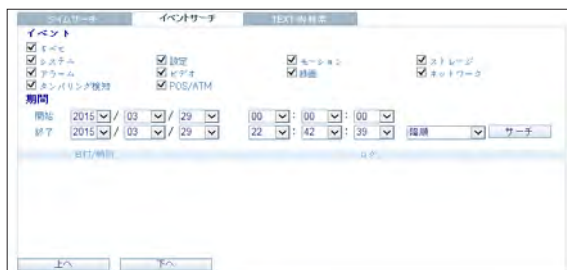 タイムサーチ イベントサーチ TEXT-IN 検索
イベント
すべて
システム 設定 モーション ストレージ
アラーム ビデオ 録画 ネットワーク
タンパリング検知 POS/ATM
期間
開始 2015 / 03 / 29 00 : 00 : 00
終了 2015 / 03 / 29 22 : 42 : 39 降順 サーチ
日付/時刻 ログ
上へ 下へ